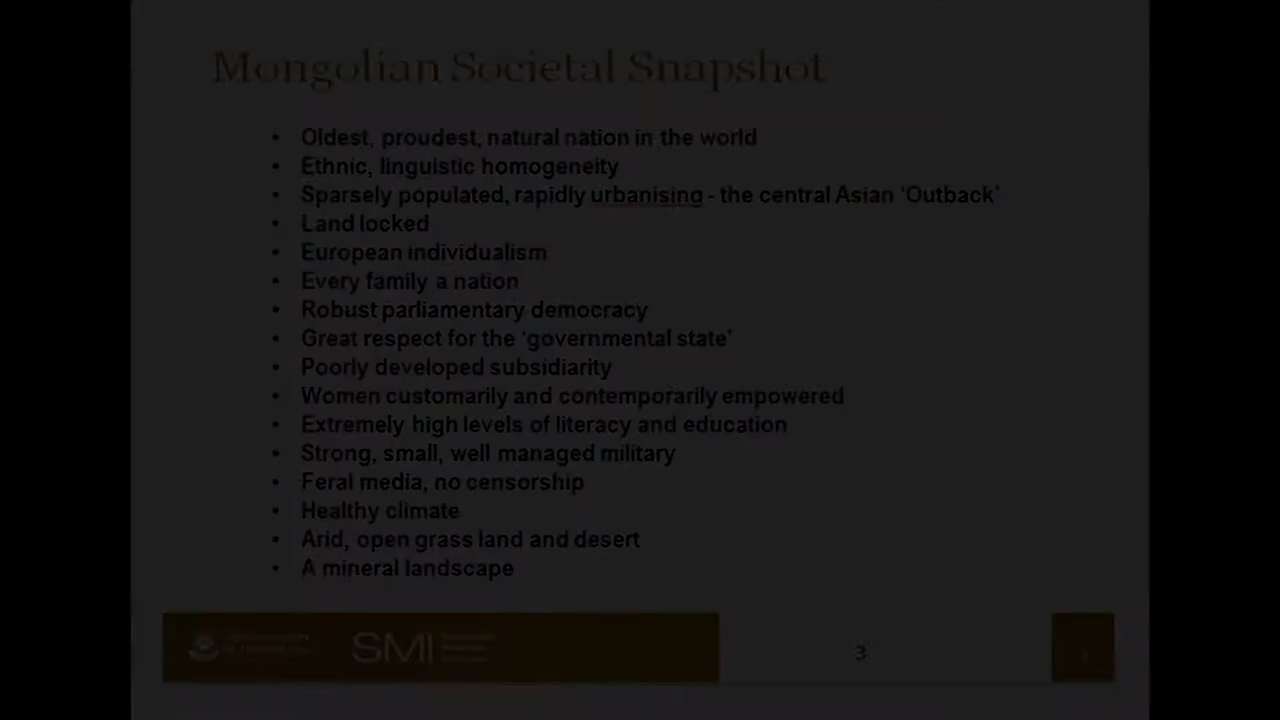 Mongolian Societal Snapshot
• Oldest, proudest, natural nation in the world
• Ethnic, linguistic homogeneity
• Sparsely populated, rapidly urbanising - the central Asian ‘Outback’
• Land locked
• European individualism
• Every family a nation
• Robust parliamentary democracy
• Great respect for the ‘governmental state’
• Poorly developed subsidiarity
• Women customarily and contemporarily empowered
• Extremely high levels of literacy and education
• Strong, small, well managed military
• Feral media, no censorship
• Healthy climate
• Arid, open grass land and desert
• A mineral landscape
SMI
3